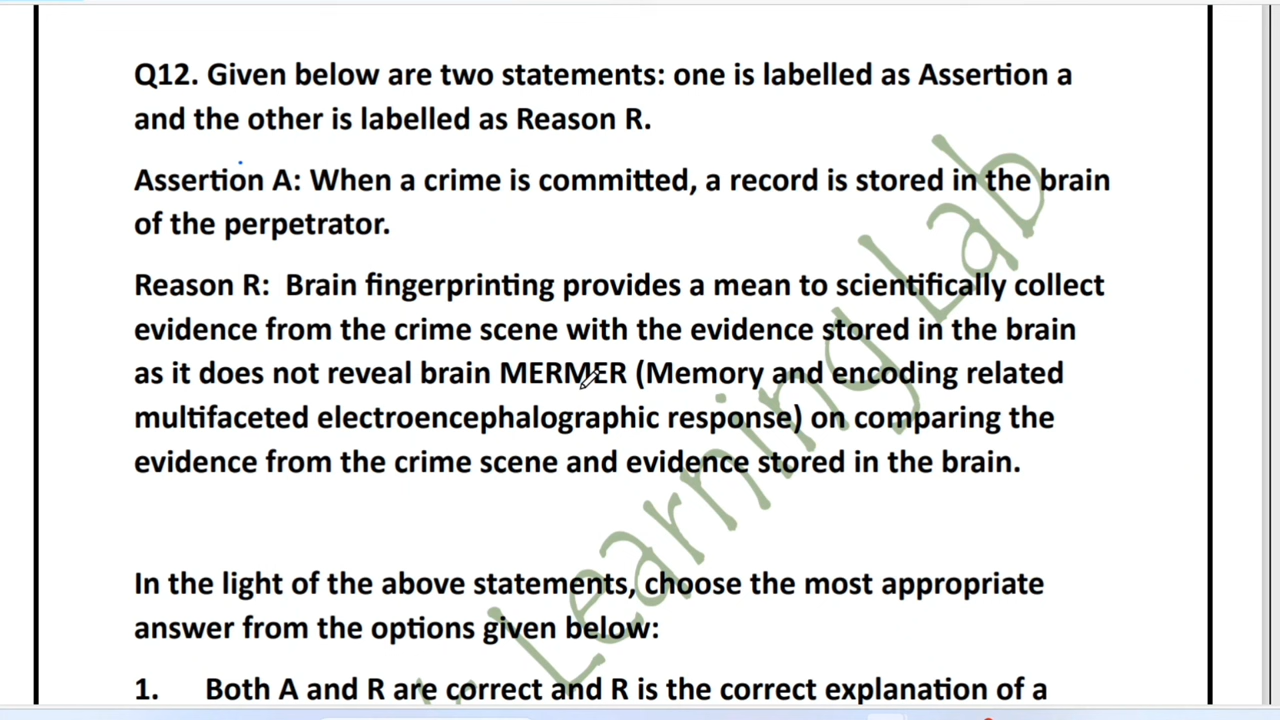 Q12. Given below are two statements: one is labelled as Assertion a
and the other is labelled as Reason R.
Assertion A: When a crime is committed, a record is stored in the brain
of the perpetrator.
Reason R:  Brain fingerprinting provides a mean to scientifically collect
evidence from the crime scene with the evidence stored in the brain
as it does not reveal brain MERMER (Memory and encoding related
multifaceted electroencephalographic response) on comparing the
evidence from the crime scene and evidence stored in the brain.
In the light of the above statements, choose the most appropriate
answer from the options given below:
1. Both A and R are correct and R is the correct explanation of a
Learning Lab